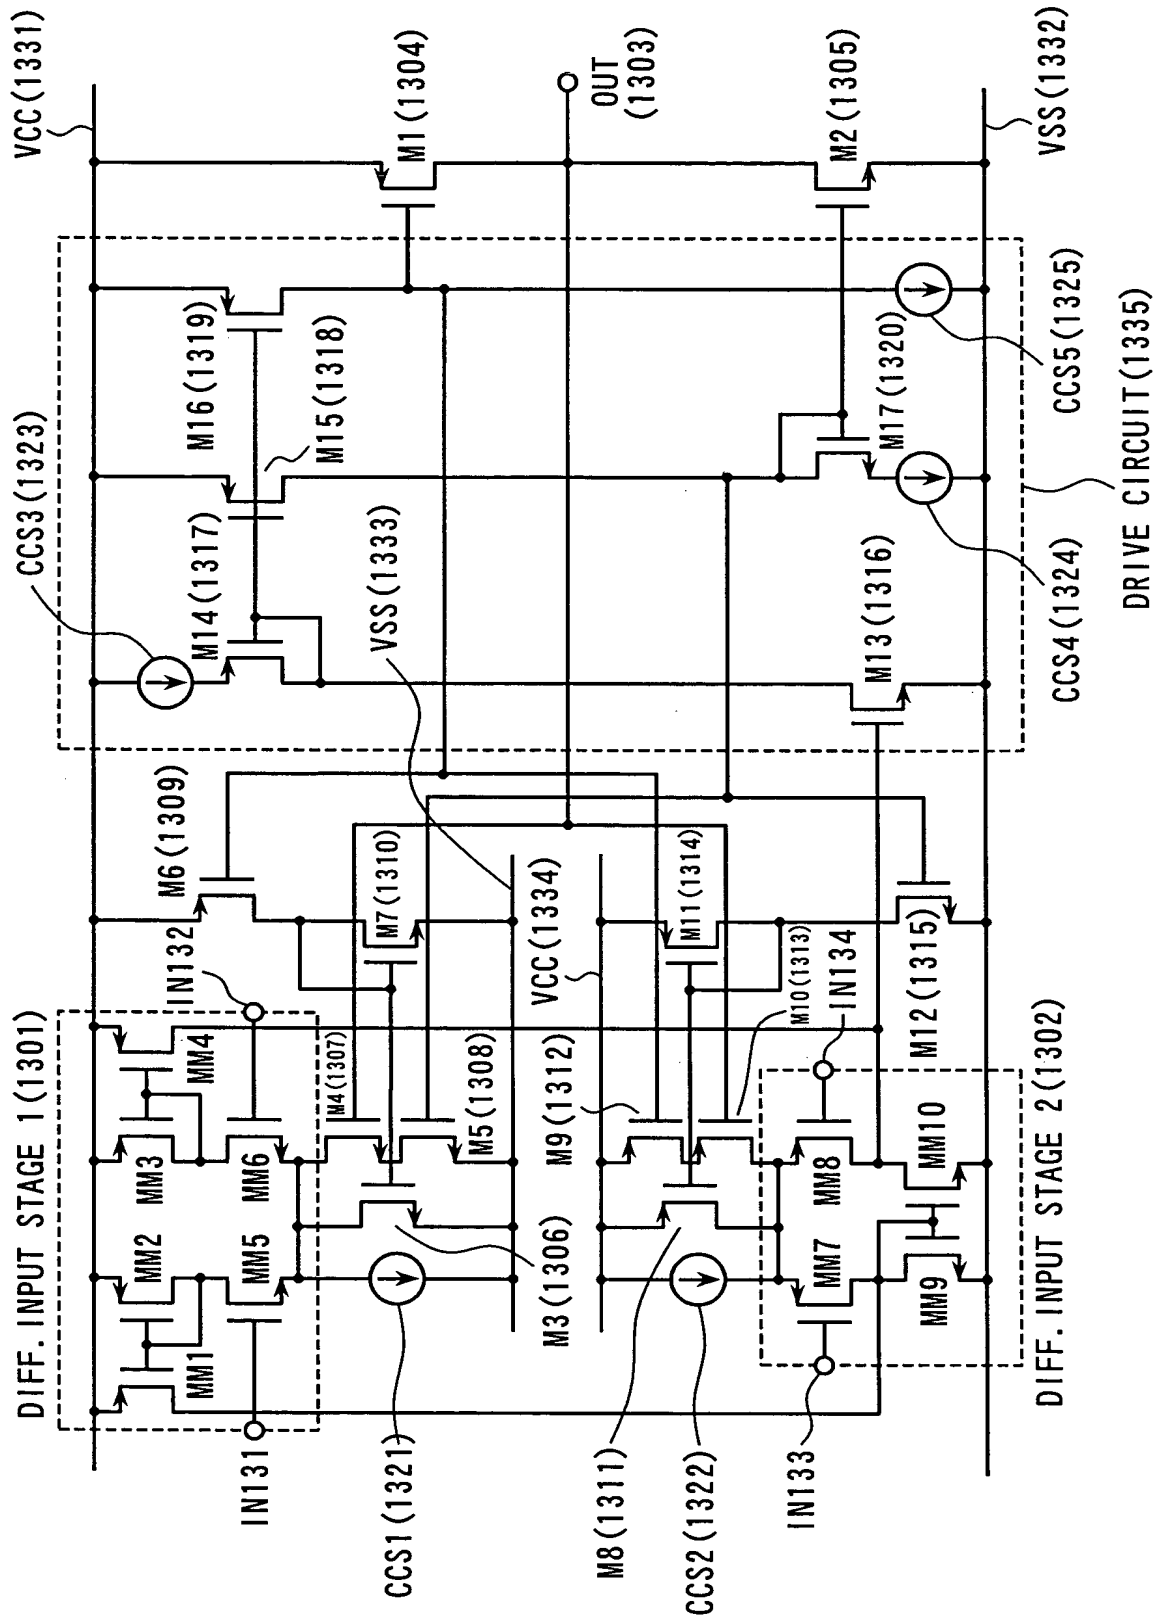 VCC(1331)
M1(1304)
OUT
(1303)
M2(1305)
VSS(1332)
M16(1319)
M15(1318)
CCS3(1323)
M14(1317)
VSS(1333)
M17(1320)
CCS5(1325)
CCS4(1324)
DRIVE CIRCUIT(1335)
M13(1316)
M6(1309)
M7(1310)
VCC(1334)
M11(1314)
M12(1315)
IN132
M4(1307)
M5(1308)
M9(1312)
M10(1313)
IN134
DIFF. INPUT STAGE 1(1301)
MM4
MM3
MM6
MM2
MM5
MM1
IN131
M3(1306)
CCS1(1321)
M8(1311)
CCS2(1322)
IN133
MM8
MM7
MM10
MM9
DIFF. INPUT STAGE 2(1302)